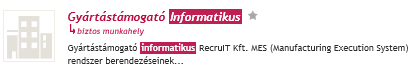 Gyártástámogató Informatikus
biztos munkahely
Gyártástámogató informatikus RecruIT Kft. MES (Manufacturing Execution System)
rendszer berendezéseinek...